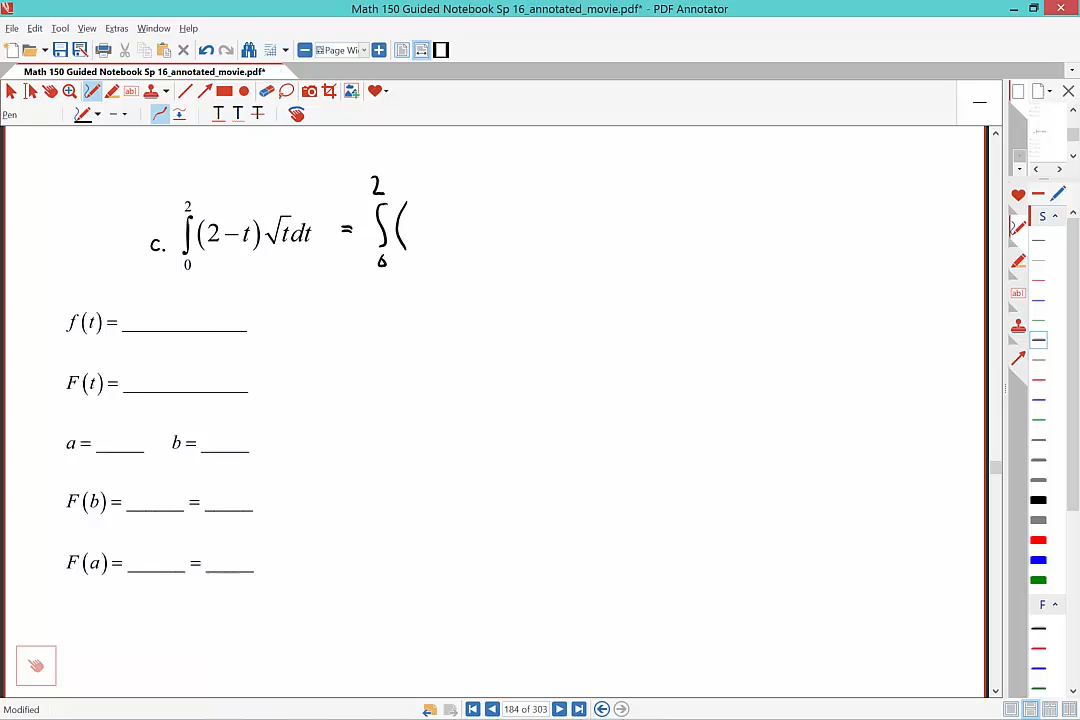 Math 150 Guided Notebook Sp 16_annotated_movie.pdf* - PDF Annotator
File Edit Tool View Extras Window Help
Page Wi
Math 150 Guided Notebook Sp 16_annotated_movie.pdf*
Pen
c. ∫₀² (2 − t) √t dt = ∫₀² (
f(t) = ____________
F(t) = ____________
a = _____ b = _____
F(b) = ______ = _____
F(a) = ______ = _____
S
F
Modified
184 of 303